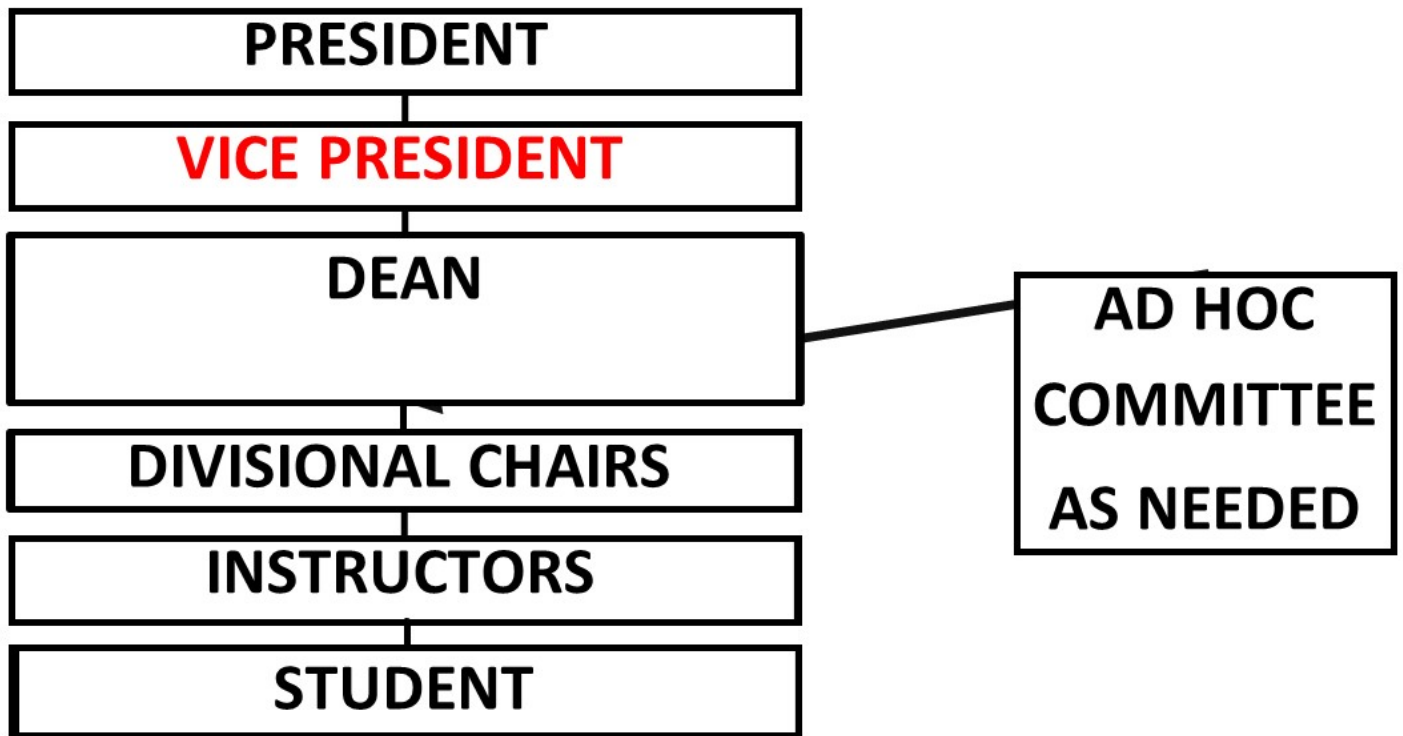 PRESIDENT
VICE PRESIDENT
DEAN
AD HOC
COMMITTEE
AS NEEDED
DIVISIONAL CHAIRS
INSTRUCTORS
STUDENT